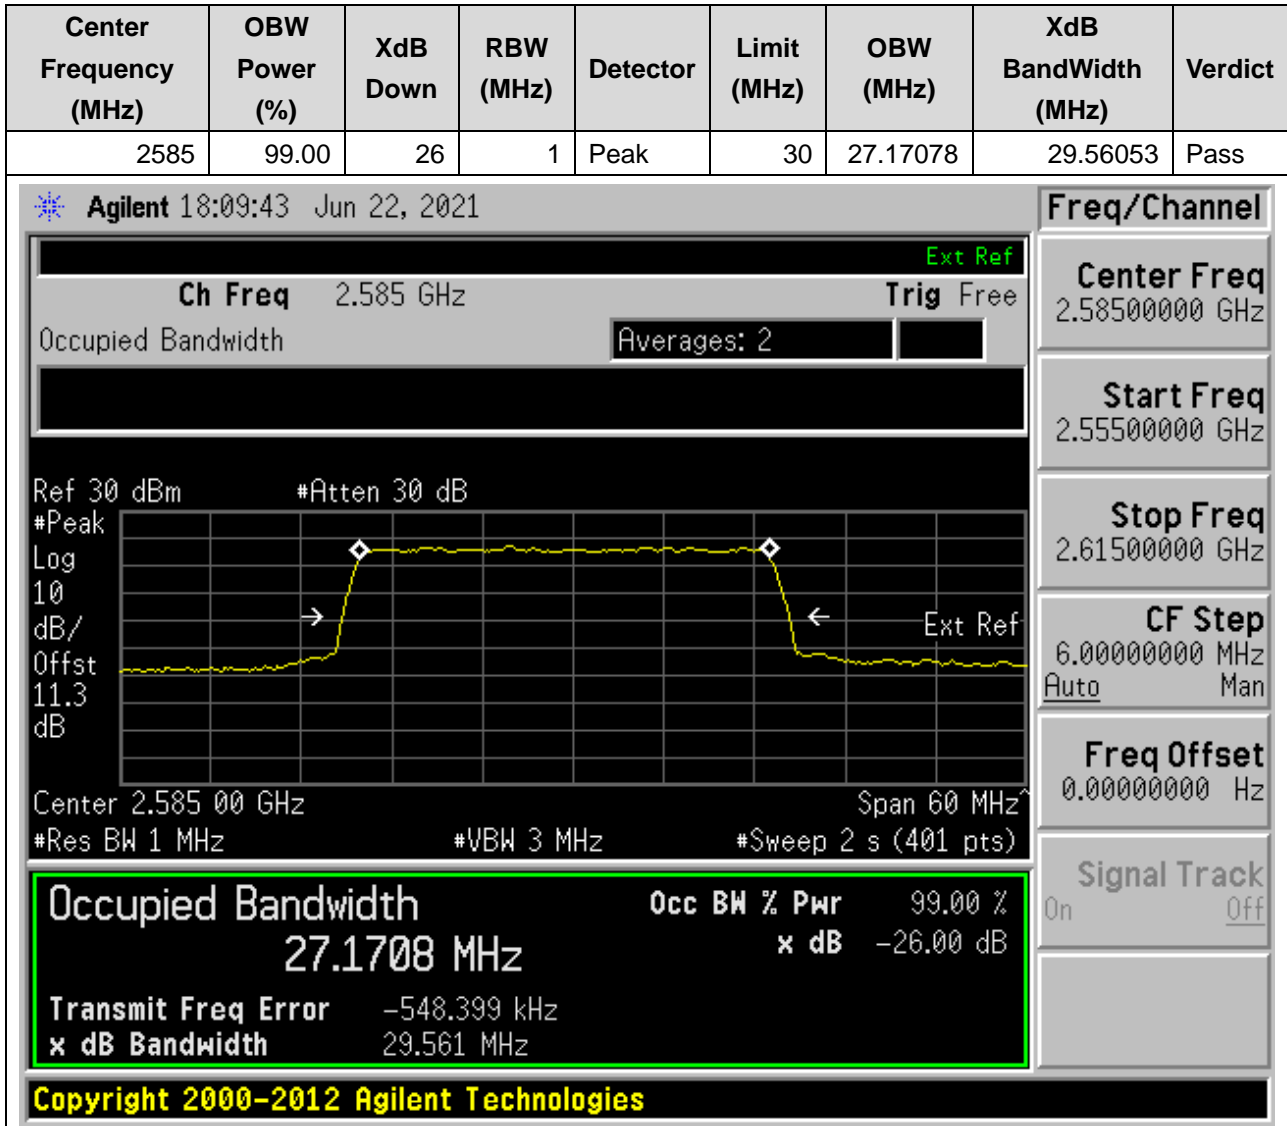 Center Frequency (MHz) OBW Power (%) XdB Down RBW (MHz) Detector Limit (MHz) OBW (MHz) XdB BandWidth (MHz) Verdict
2585 99.00 26 1 Peak 30 27.17078 29.56053 Pass
Agilent 18:09:43 Jun 22, 2021
Freq/Channel
Ext Ref
Ch Freq 2.585 GHz Trig Free
Occupied Bandwidth Averages: 2
Center Freq
2.58500000 GHz
Start Freq
2.55500000 GHz
Stop Freq
2.61500000 GHz
CF Step
6.00000000 MHz
Auto Man
Freq Offset
0.00000000 Hz
Signal Track
On Off
Ref 30 dBm #Atten 30 dB
#Peak
Log
10
dB/
Offst
11.3
dB
Ext Ref
Center 2.585 00 GHz Span 60 MHz^
#Res BW 1 MHz #VBW 3 MHz #Sweep 2 s (401 pts)
Occupied Bandwidth Occ BW % Pwr 99.00 %
27.1708 MHz x dB -26.00 dB
Transmit Freq Error -548.399 kHz
x dB Bandwidth 29.561 MHz
Copyright 2000-2012 Agilent Technologies